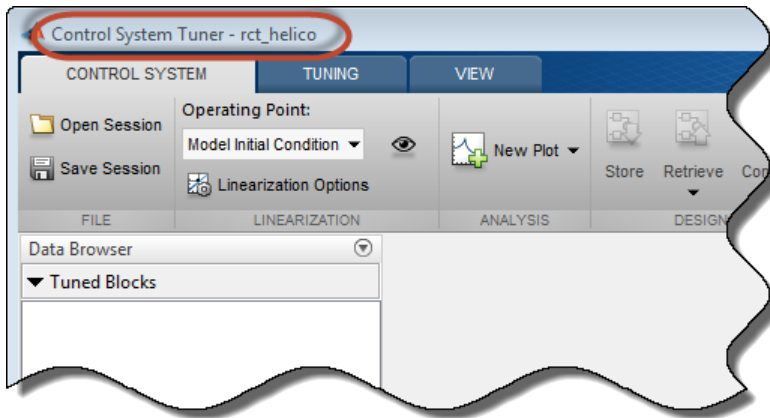 Control System Tuner - rct_helico
CONTROL SYSTEM
TUNING
VIEW
Open Session
Save Session
FILE
Operating Point:
Model Initial Condition
Linearization Options
LINEARIZATION
New Plot
ANALYSIS
Store
Retrieve
Data Browser
Tuned Blocks